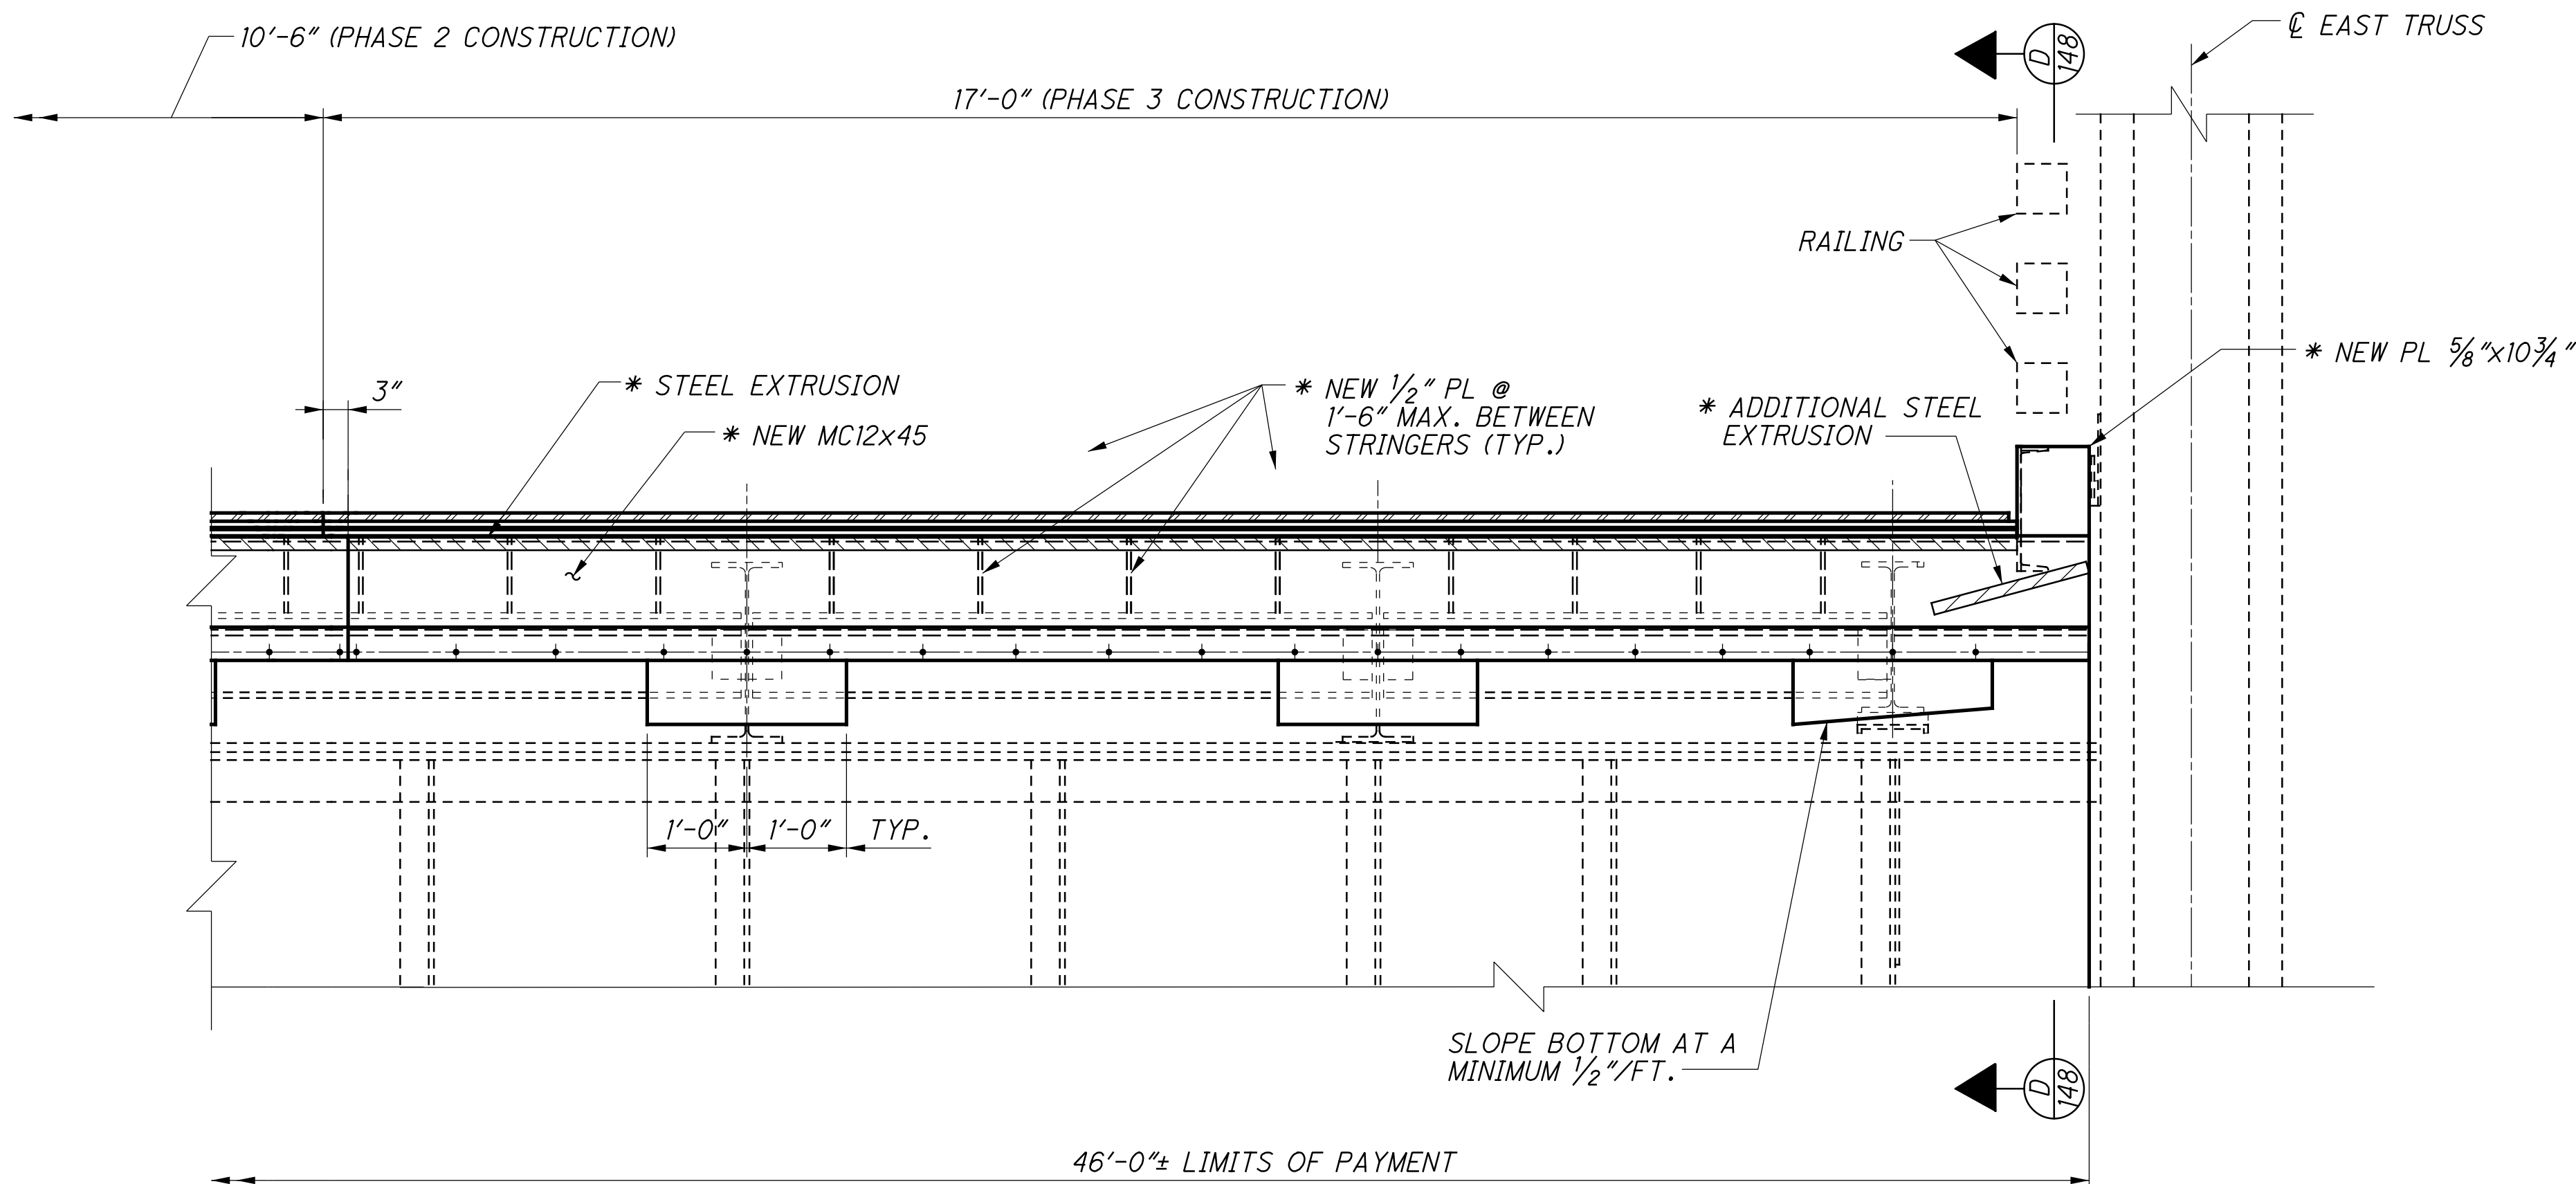 10'-6" (PHASE 2 CONSTRUCTION)
D
148
℄ EAST TRUSS
17'-0" (PHASE 3 CONSTRUCTION)
RAILING
* NEW PL 5/8"x10 3/4"
3"
* STEEL EXTRUSION
* NEW MC12x45
* NEW 1/2" PL @
1'-6" MAX. BETWEEN
STRINGERS (TYP.)
* ADDITIONAL STEEL
EXTRUSION
1'-0"
1'-0"
TYP.
SLOPE BOTTOM AT A
MINIMUM 1/2"/FT.
D
148
46'-0"± LIMITS OF PAYMENT